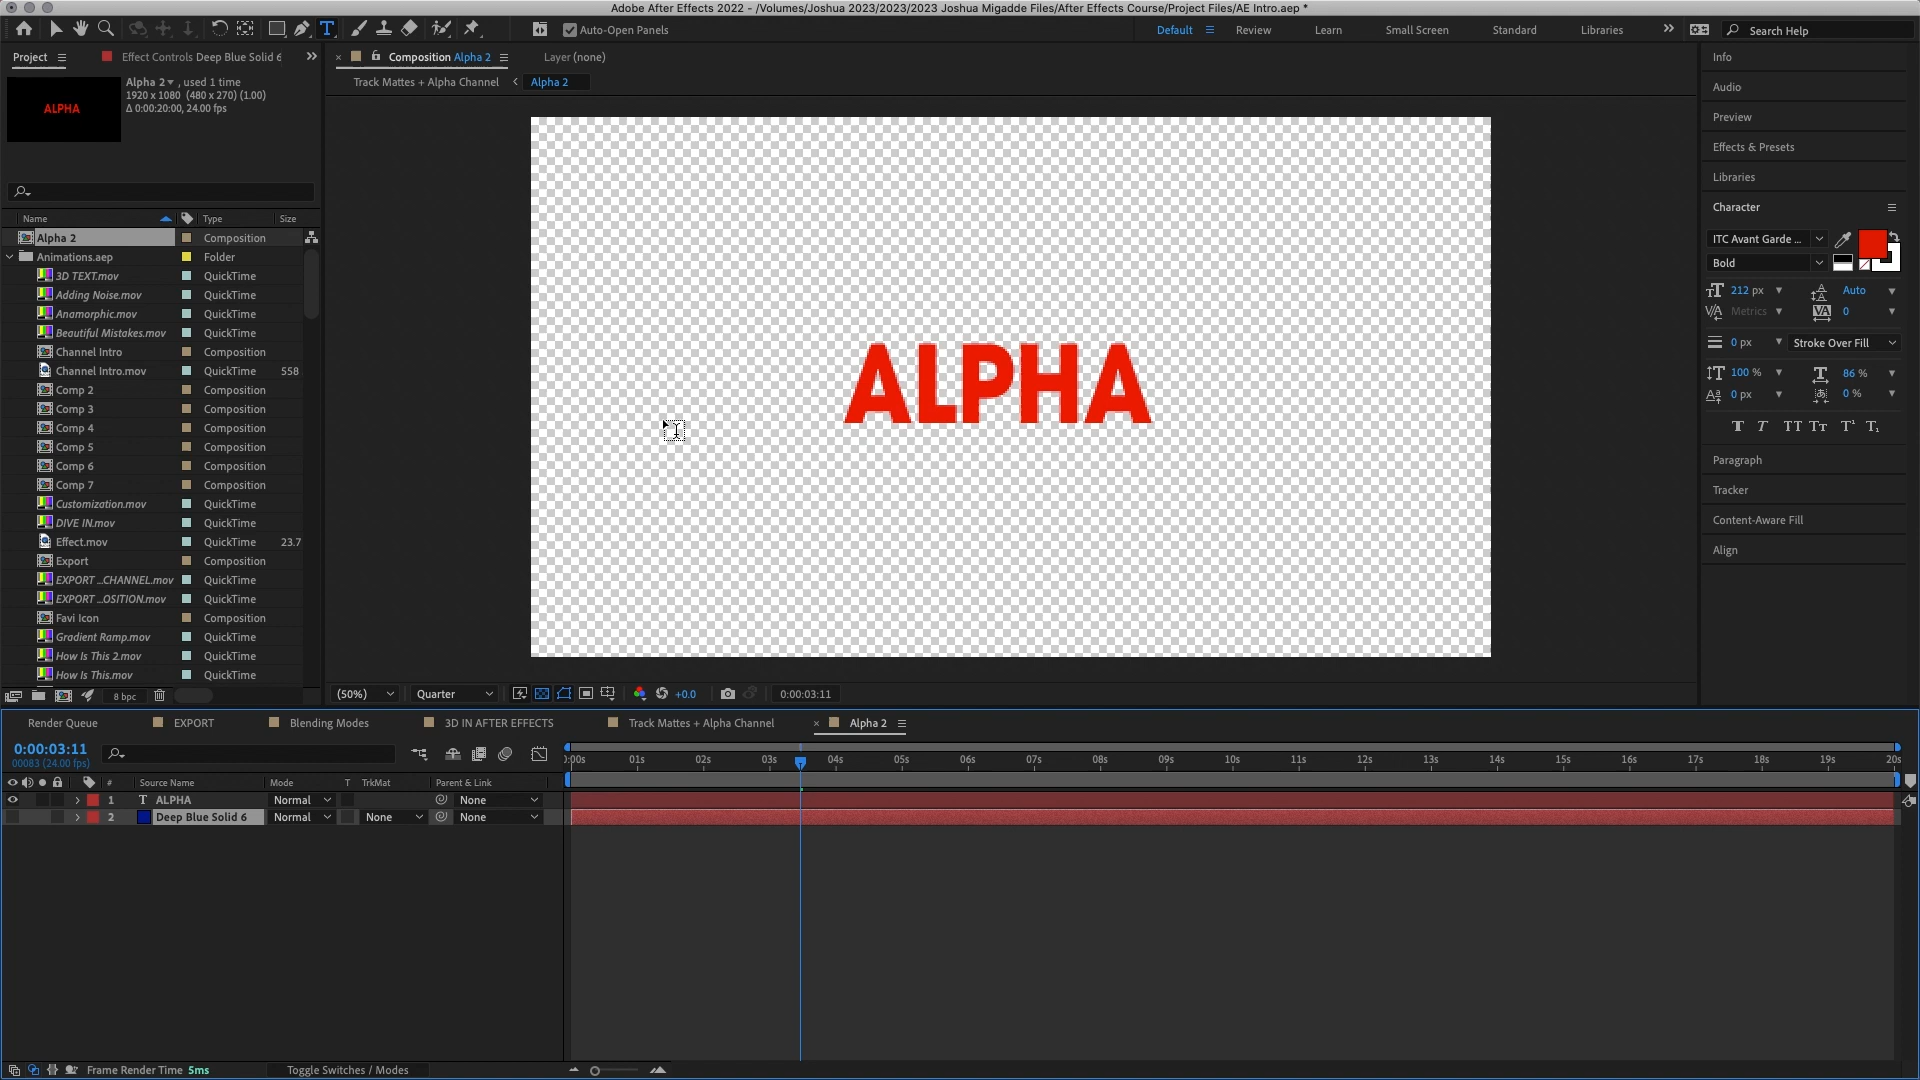 Adobe After Effects 2022 - /Volumes/Joshua 2023/2023/2023 Joshua Migadde Files/After Effects Course/Project Files/AE Intro.aep *
Auto-Open Panels
Default
Review
Learn
Small Screen
Standard
Libraries
Search Help
Project
Effect Controls Deep Blue Solid 6
Composition Alpha 2
Layer (none)
Track Mattes + Alpha Channel
Alpha 2
Alpha 2 , used 1 time
1920 x 1080 (480 x 270) (1.00)
Δ 0:00:20:00, 24.00 fps
ALPHA
Name Type Size
Alpha 2 Composition
Animations.aep Folder
3D TEXT.mov QuickTime
Adding Noise.mov QuickTime
Anamorphic.mov QuickTime
Beautiful Mistakes.mov QuickTime
Channel Intro Composition
Channel Intro.mov QuickTime 558
Comp 2 Composition
Comp 3 Composition
Comp 4 Composition
Comp 5 Composition
Comp 6 Composition
Comp 7 Composition
Customization.mov QuickTime
DIVE IN.mov QuickTime
Effect.mov QuickTime 23.7
Export Composition
EXPORT ...CHANNEL.mov QuickTime
EXPORT ...OSITION.mov QuickTime
Favi Icon Composition
Gradient Ramp.mov QuickTime
How Is This 2.mov QuickTime
How Is This.mov QuickTime
8 bpc
ALPHA
(50%) Quarter +0.0 0:00:03:11
Info
Audio
Preview
Effects & Presets
Libraries
Character
ITC Avant Garde ...
Bold
212 px Auto
Metrics 0
0 px Stroke Over Fill
100 % 86 %
0 px 0 %
T T TT Tт T¹ T₁
Paragraph
Tracker
Content-Aware Fill
Align
Render Queue
EXPORT
Blending Modes
3D IN AFTER EFFECTS
Track Mattes + Alpha Channel
Alpha 2
0:00:03:11
00083 (24.00 fps)
):00s 01s 02s 03s 04s 05s 06s 07s 08s 09s 10s 11s 12s 13s 14s 15s 16s 17s 18s 19s 20s
# Source Name Mode T TrkMat Parent & Link
1 T ALPHA Normal None
2 Deep Blue Solid 6 Normal None None
Frame Render Time 5ms
Toggle Switches / Modes